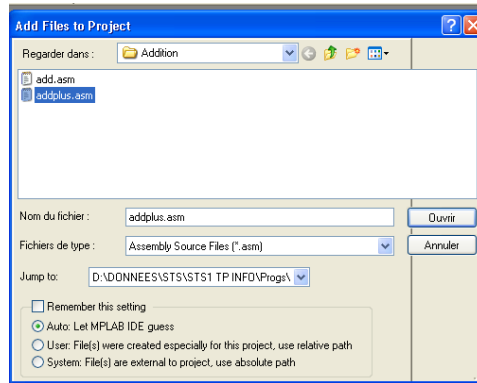 Add Files to Project
Regarder dans :
Addition
add.asm
addplus.asm
Nom du fichier :
addplus.asm
Ouvrir
Fichiers de type :
Assembly Source Files (*.asm)
Annuler
Jump to:
D:\DONNEES\STS\STS1 TP INFO\Progs\
Remember this setting
Auto: Let MPLAB IDE guess
User: File(s) were created especially for this project, use relative path
System: File(s) are external to project, use absolute path